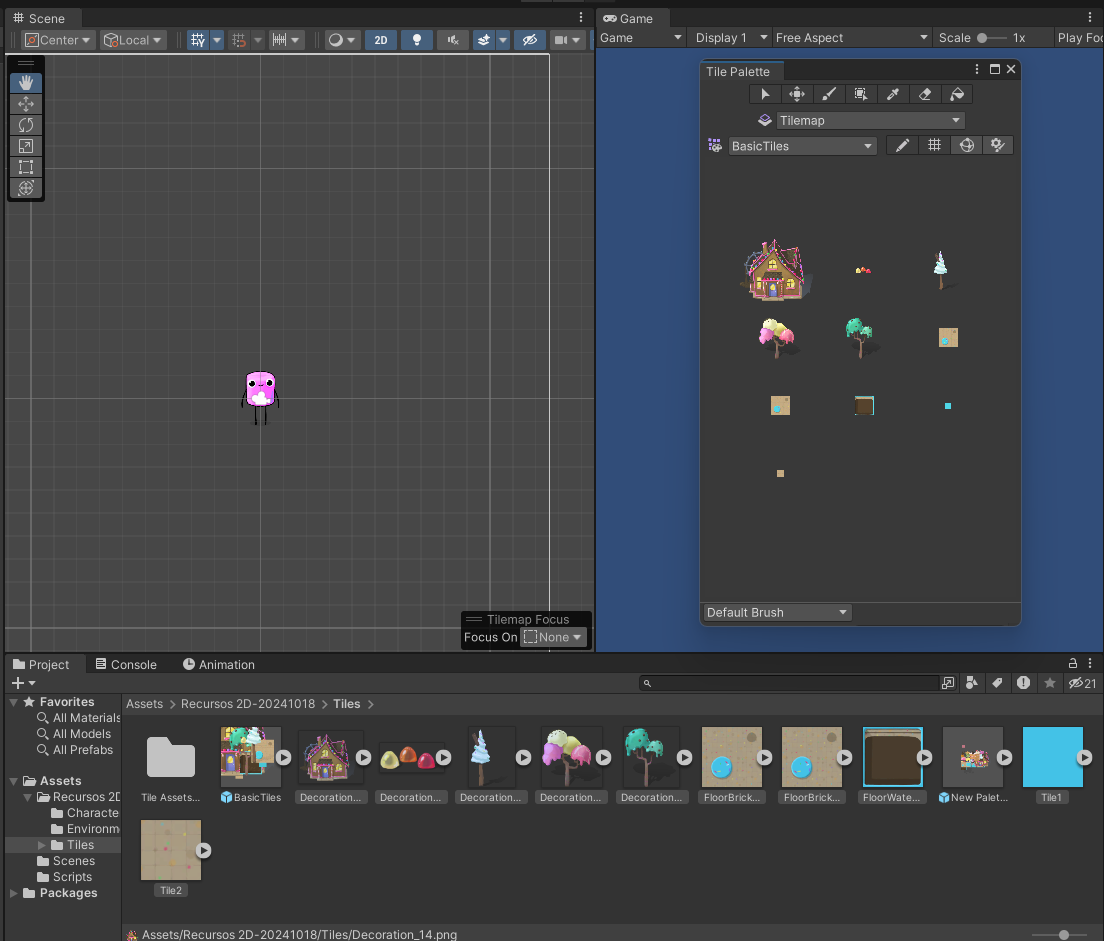 Scene
Game
Center
Local
2D
Game
Display 1
Free Aspect
Scale
1x
Play Foc
Tile Palette
Tilemap
BasicTiles
Default Brush
Tilemap Focus
Focus On
None
Project
Console
Animation
21
Favorites
All Materials
All Models
All Prefabs
Assets
Recursos 2D
Characte
Environm
Tiles
Scenes
Scripts
Packages
Assets > Recursos 2D-20241018 > Tiles >
Tile Assets...
BasicTiles
Decoration...
Decoration...
Decoration...
Decoration...
Decoration...
FloorBrick...
FloorBrick...
FloorWate...
New Palet...
Tile1
Tile2
Assets/Recursos 2D-20241018/Tiles/Decoration_14.png